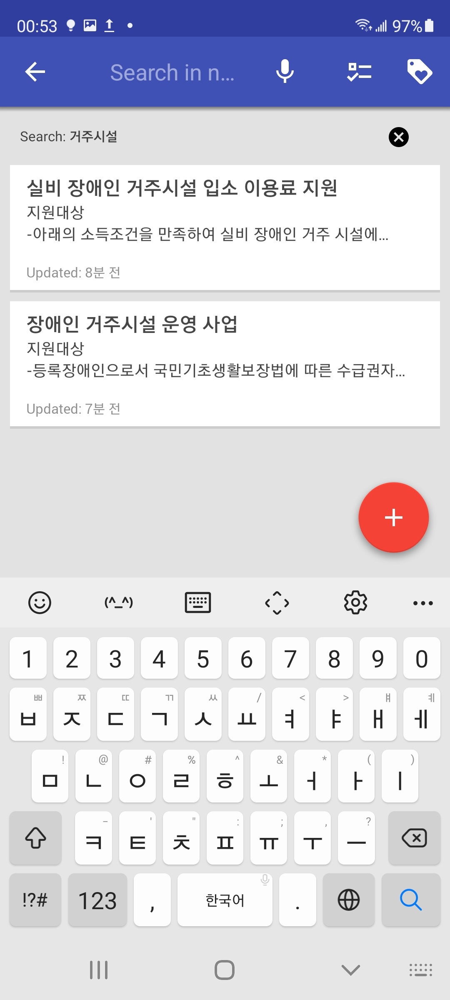 00:53
97%
Search in n...
Search: 거주시설
실비 장애인 거주시설 입소 이용료 지원
지원대상
-아래의 소득조건을 만족하여 실비 장애인 거주 시설에...
Updated: 8분 전
장애인 거주시설 운영 사업
지원대상
-등록장애인으로서 국민기초생활보장법에 따른 수급권자...
Updated: 7분 전
(^_^)
1 2 3 4 5 6 7 8 9 0
ㅃ ㅉ ㄸ ㄲ ㅆ / < > ㅒ ㅖ
ㅂ ㅈ ㄷ ㄱ ㅅ ㅛ ㅕ ㅑ ㅐ ㅔ
! @ # % ^ & * ( )
ㅁ ㄴ ㅇ ㄹ ㅎ ㅗ ㅓ ㅏ ㅣ
- ' " : ; , ?
ㅋ ㅌ ㅊ ㅍ ㅠ ㅜ ㅡ
!?# 123 , 한국어 .